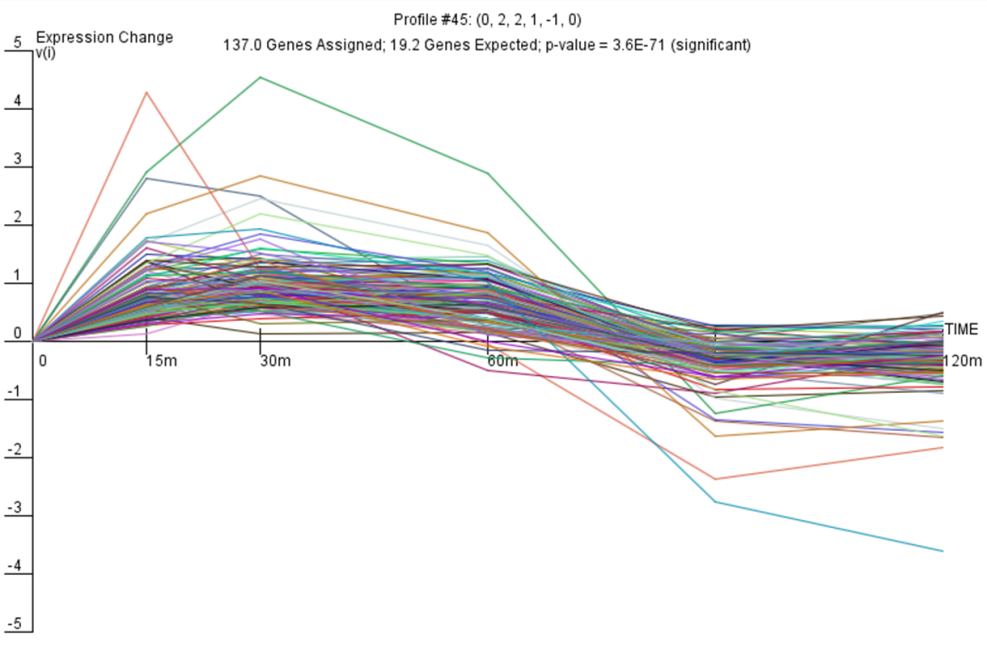 Profile #45: (0, 2, 2, 1, -1, 0)
Expression Change
v(i)
137.0 Genes Assigned; 19.2 Genes Expected; p-value = 3.6E-71 (significant)
5
4
3
2
1
0
-1
-2
-3
-4
-5
TIME
0
15m
30m
60m
120m